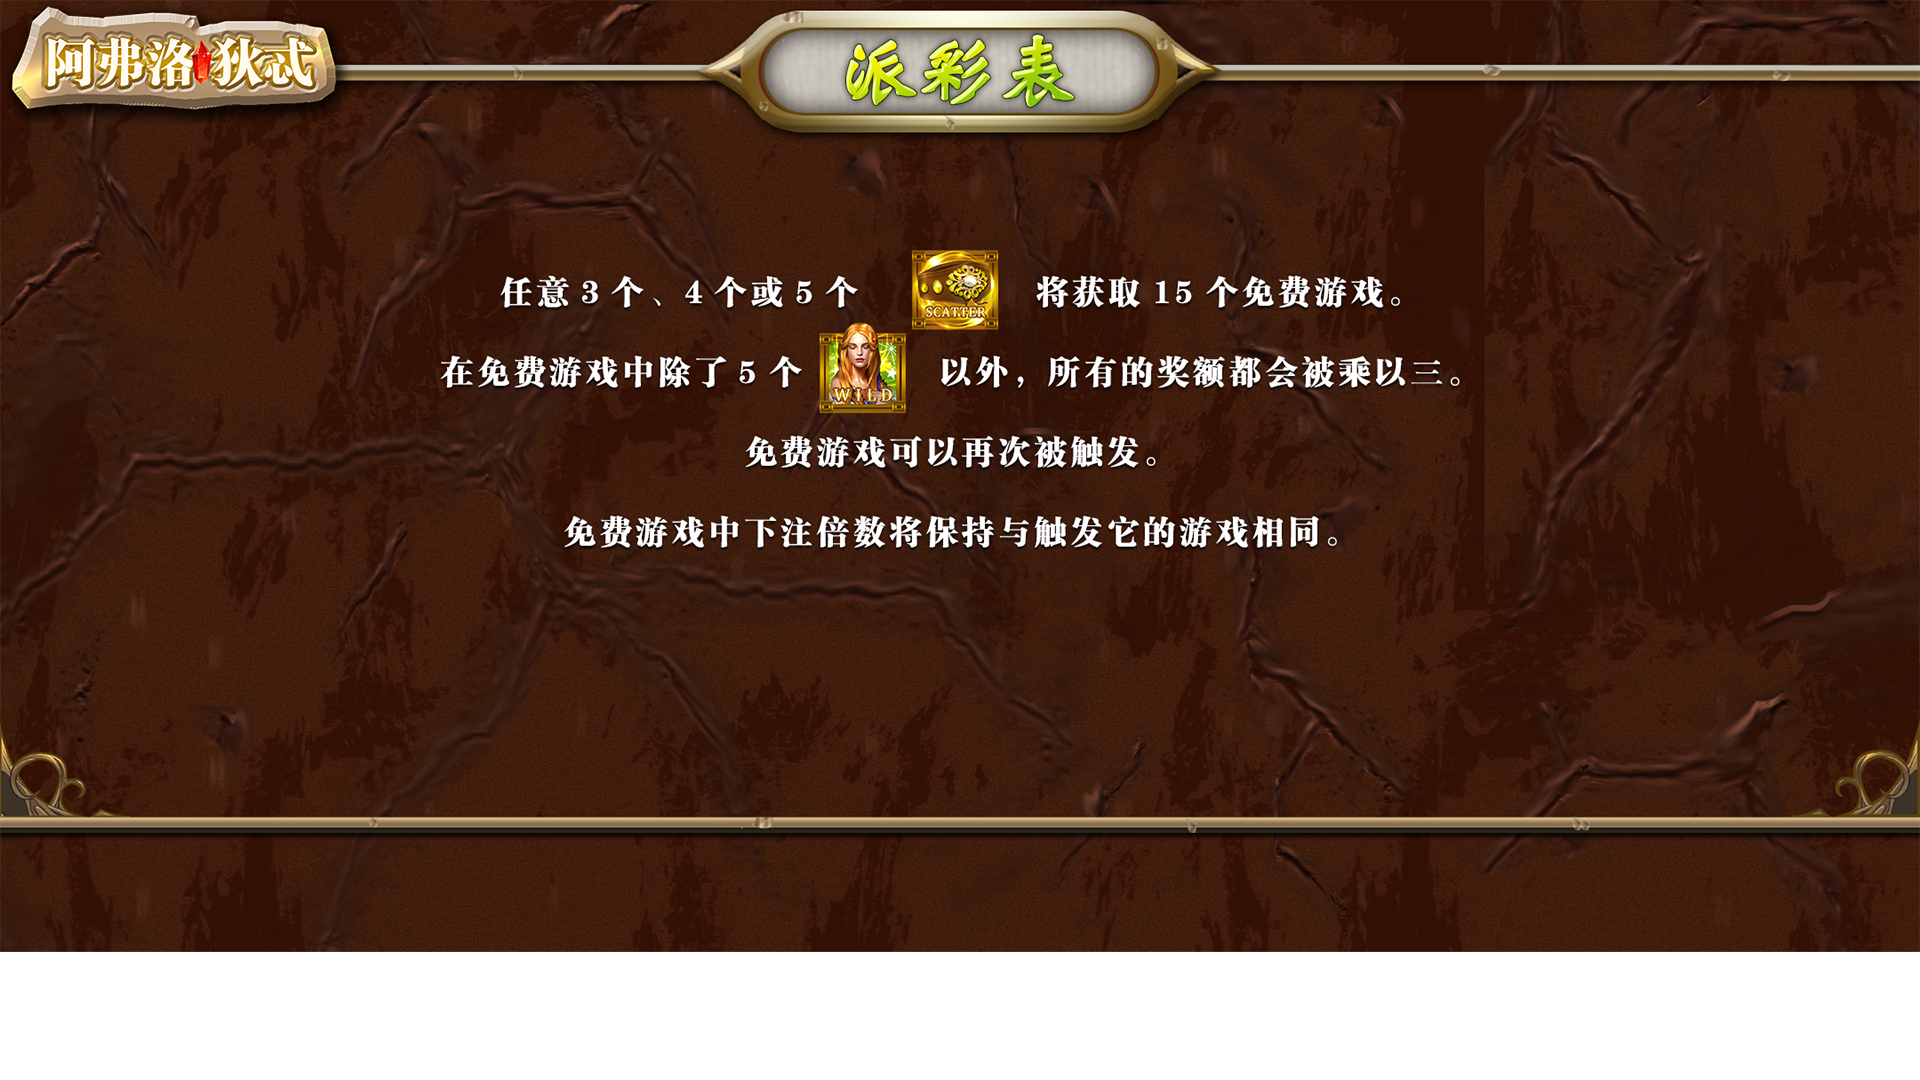 阿弗洛狄忒
派彩表
任意 3 个、4 个或 5 个 SCATTER 将获取 15 个免费游戏。
在免费游戏中除了 5 个 WILD 以外，所有的奖额都会被乘以三。
免费游戏可以再次被触发。
免费游戏中下注倍数将保持与触发它的游戏相同。